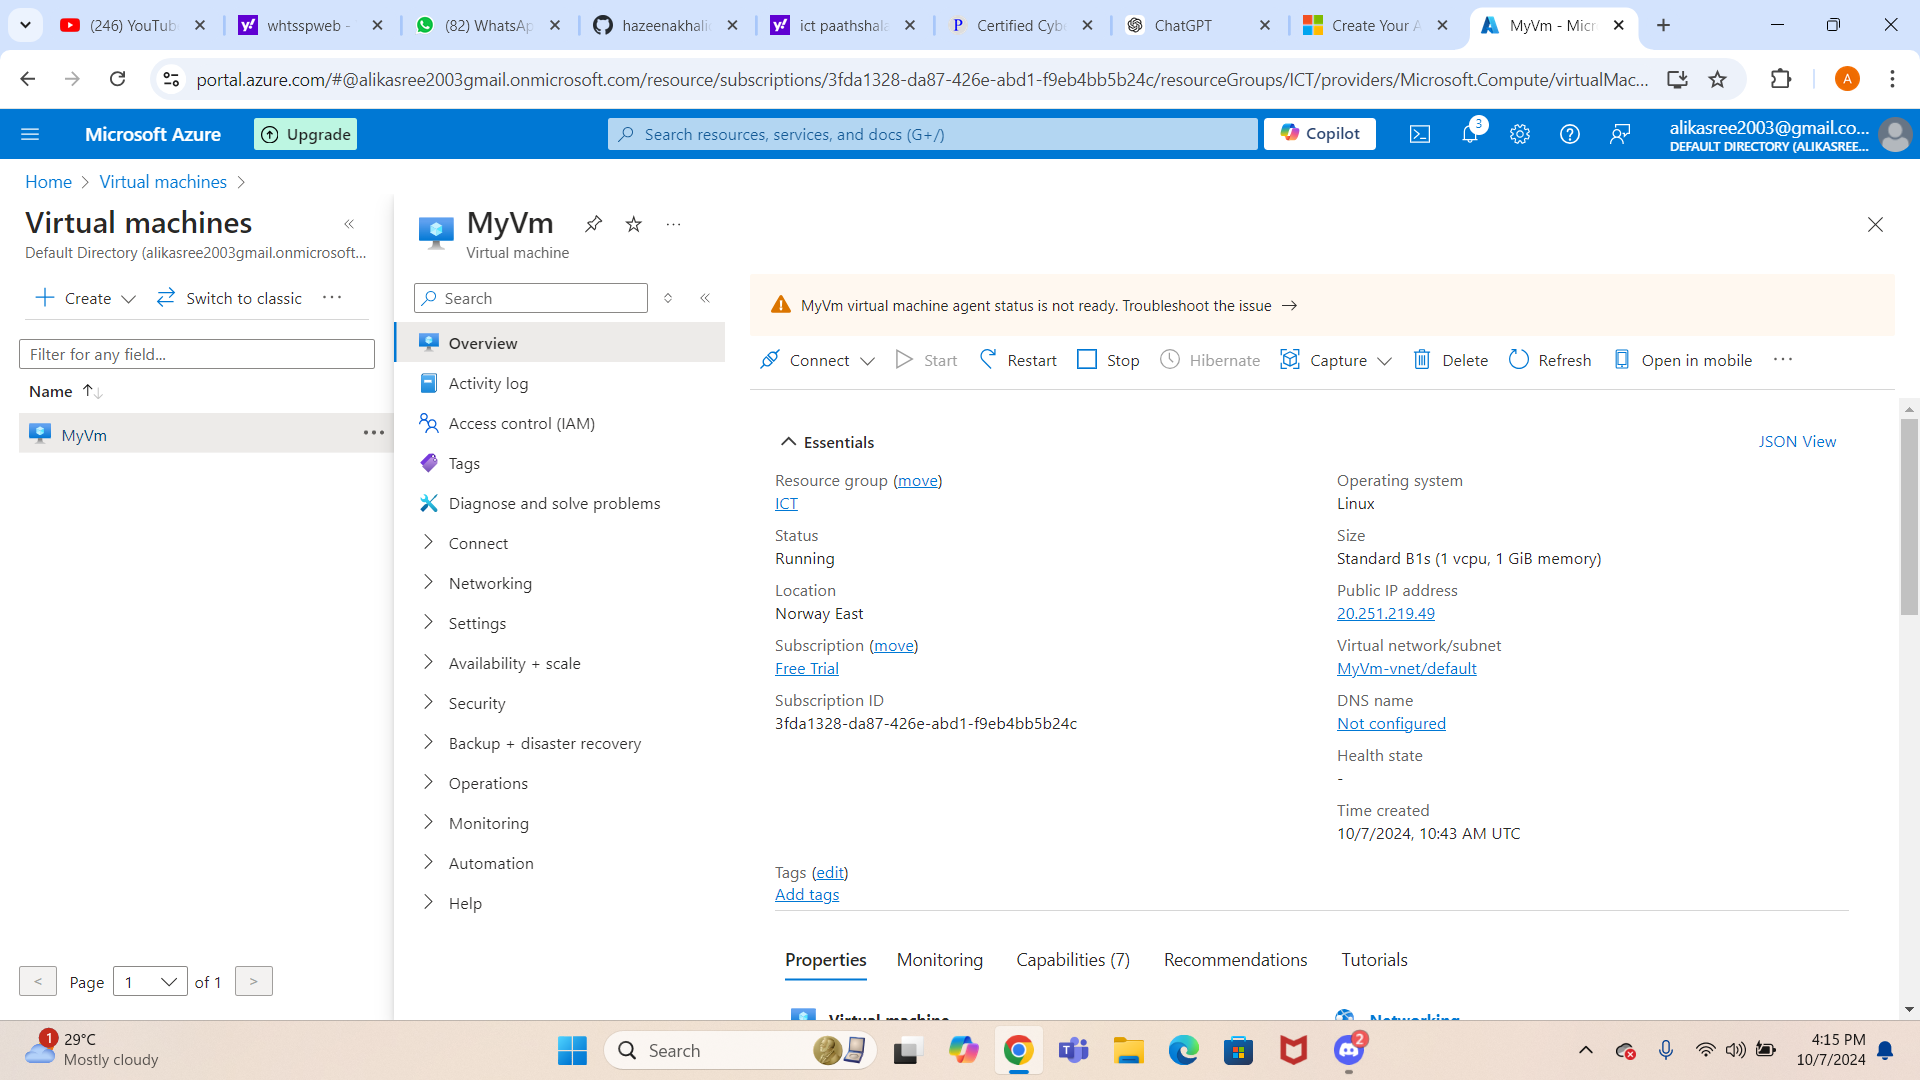 (246) YouTub
whtsspweb -
(82) WhatsAp
hazeenakhali
ict paathshala
Certified Cybe
ChatGPT
Create Your A
MyVm - Micr
portal.azure.com/#@alikasree2003gmail.onmicrosoft.com/resource/subscriptions/3fda1328-da87-426e-abd1-f9eb4bb5b24c/resourceGroups/ICT/providers/Microsoft.Compute/virtualMac...
A
Microsoft Azure
Upgrade
Search resources, services, and docs (G+/)
Copilot
3
alikasree2003@gmail.co...
DEFAULT DIRECTORY (ALIKASREE...
Home > Virtual machines >
Virtual machines
Default Directory (alikasree2003gmail.onmicrosoft...
Create
Switch to classic
Filter for any field...
Name
MyVm
Page 1 of 1
MyVm
Virtual machine
Search
Overview
Activity log
Access control (IAM)
Tags
Diagnose and solve problems
Connect
Networking
Settings
Availability + scale
Security
Backup + disaster recovery
Operations
Monitoring
Automation
Help
MyVm virtual machine agent status is not ready. Troubleshoot the issue →
Connect
Start
Restart
Stop
Hibernate
Capture
Delete
Refresh
Open in mobile
Essentials
JSON View
Resource group (move)
ICT
Status
Running
Location
Norway East
Subscription (move)
Free Trial
Subscription ID
3fda1328-da87-426e-abd1-f9eb4bb5b24c
Operating system
Linux
Size
Standard B1s (1 vcpu, 1 GiB memory)
Public IP address
20.251.219.49
Virtual network/subnet
MyVm-vnet/default
DNS name
Not configured
Health state
-
Time created
10/7/2024, 10:43 AM UTC
Tags (edit)
Add tags
Properties
Monitoring
Capabilities (7)
Recommendations
Tutorials
Virtual machine
Networking
1
29°C
Mostly cloudy
Search
2
4:15 PM
10/7/2024